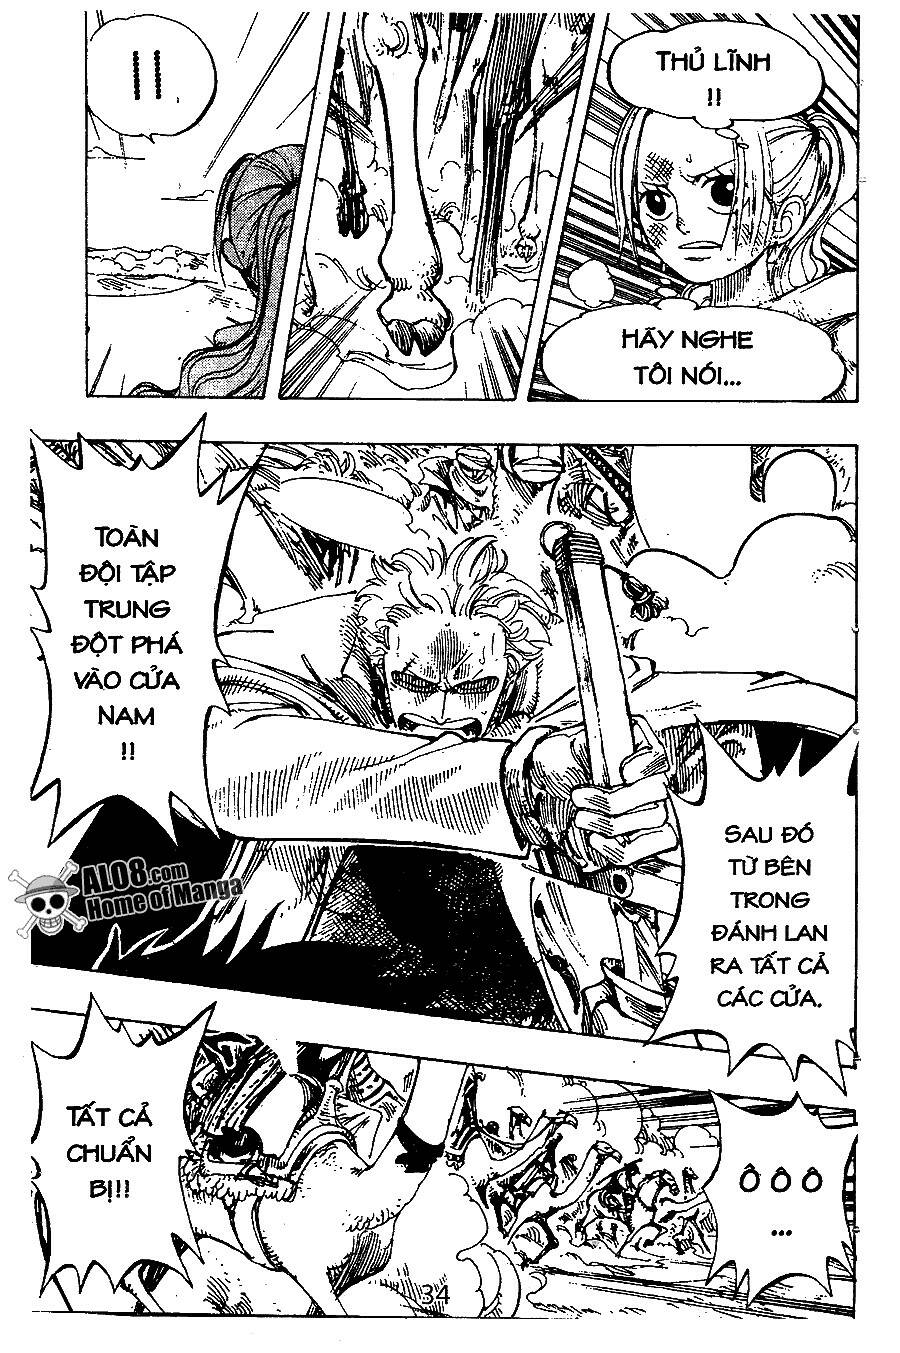 THỦ LĨNH
!!
HÃY NGHE
TÔI NÓI...
!!
TOÀN
ĐỘI TẬP
TRUNG
ĐỘT PHÁ
VÀO CỬA
NAM
!!
SAU ĐÓ
TỪ BÊN
TRONG
ĐÁNH LAN
RA TẤT CẢ
CÁC CỬA.
ALO8.com
Home of Manga
TẤT CẢ
CHUẨN
BỊ!!!
Ô Ô Ô
...
34